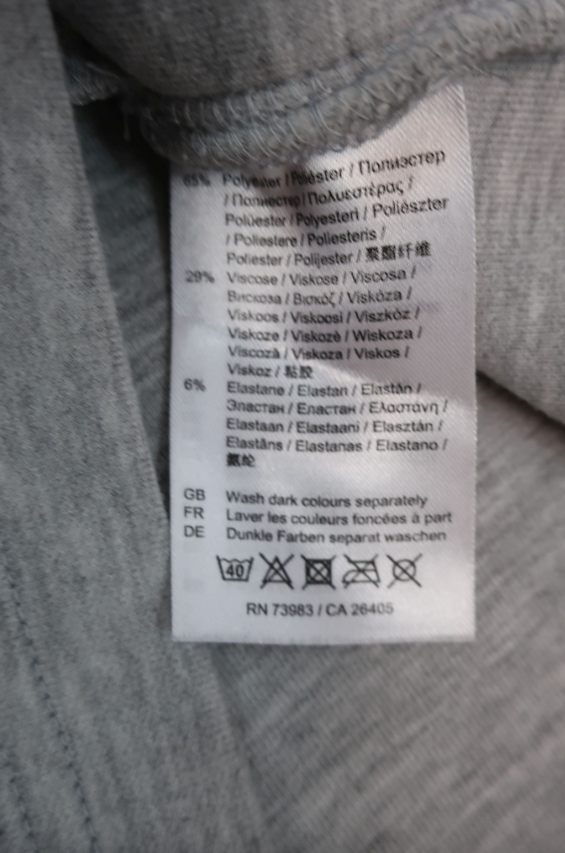 65% Polyester / Poliéster / Полиэстер
/ Полиестер / Πολυεστέρας /
Polüester / Polyesteri / Poliészter
/ Poliestere / Poliesteris /
Poliester / Polijester / 聚酯纤维
29% Viscose / Viskose / Viscosa /
Вискоза / Βισκόζ / Viskóza /
Viskoos / Viskoosi / Viszkóz /
Viskoze / Viskozė / Wiskoza /
Viscoză / Viskoza / Viskos /
Viskoz / 粘胶
6% Elastane / Elastan / Elastán /
Эластан / Еластан / Ελαστάνη /
Elastaan / Elastaani / Elasztán /
Elastāns / Elastanas / Elastano /
氨纶
GB Wash dark colours separately
FR Laver les couleurs foncées à part
DE Dunkle Farben separat waschen
40
RN 73983 / CA 26405